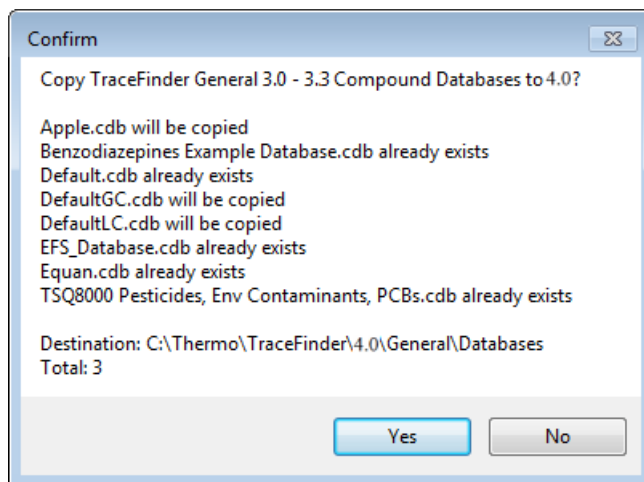 Confirm
Copy TraceFinder General 3.0 - 3.3 Compound Databases to 4.0?
Apple.cdb will be copied
Benzodiazepines Example Database.cdb already exists
Default.cdb already exists
DefaultGC.cdb will be copied
DefaultLC.cdb will be copied
EFS_Database.cdb already exists
Equan.cdb already exists
TSQ8000 Pesticides, Env Contaminants, PCBs.cdb already exists
Destination: C:\Thermo\TraceFinder\4.0\General\Databases
Total: 3
Yes No